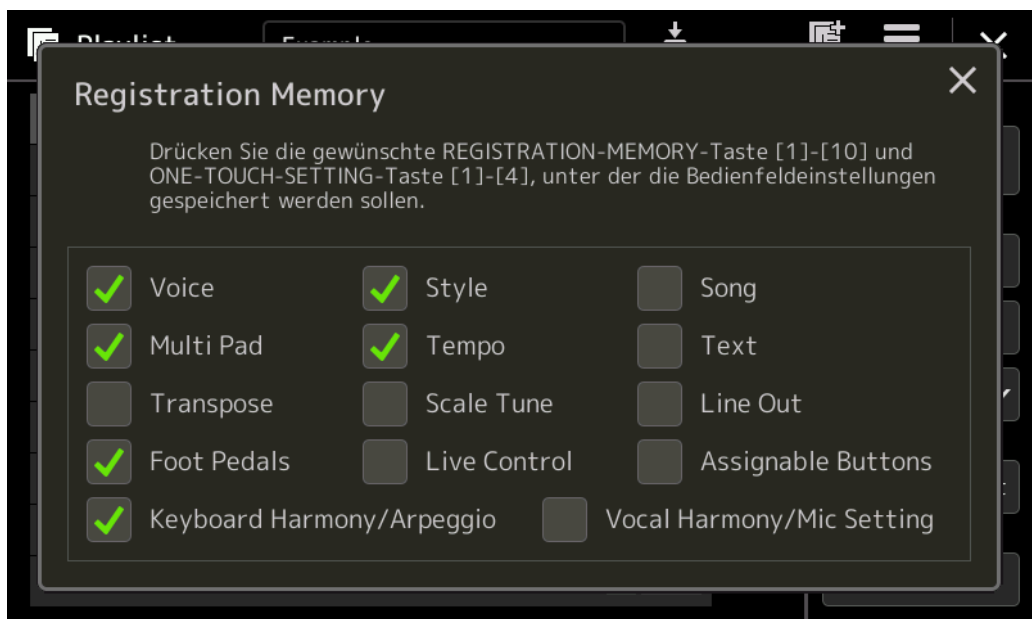 Registration Memory
Drücken Sie die gewünschte REGISTRATION-MEMORY-Taste [1]-[10] und
ONE-TOUCH-SETTING-Taste [1]-[4], unter der die Bedienfeldeinstellungen
gespeichert werden sollen.
Voice Style Song
Multi Pad Tempo Text
Transpose Scale Tune Line Out
Foot Pedals Live Control Assignable Buttons
Keyboard Harmony/Arpeggio Vocal Harmony/Mic Setting